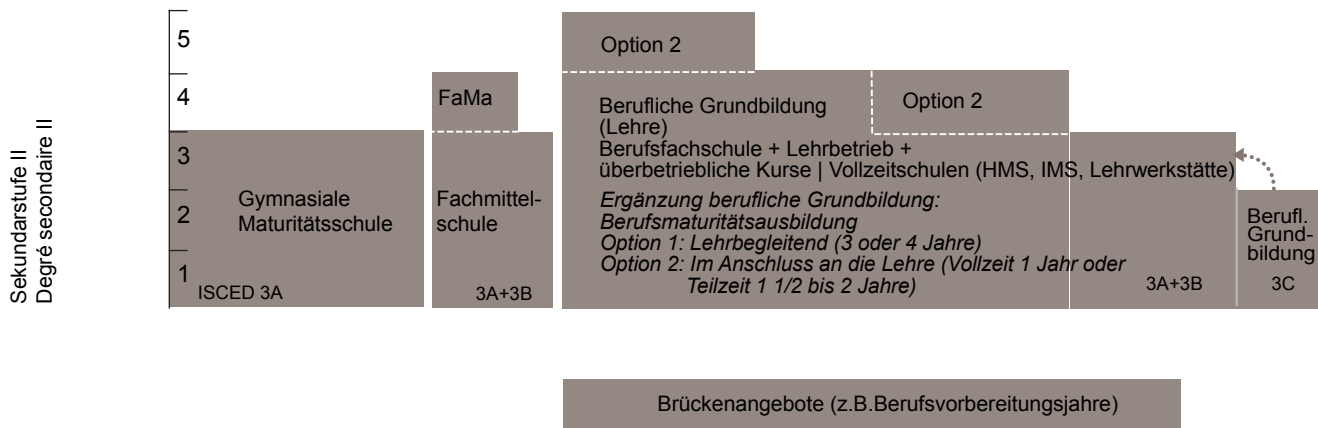 Sekundarstufe II
Degré secondaire II
5
4
3
2
1
Gymnasiale
Maturitätsschule
ISCED 3A
FaMa
Fachmittel-
schule
3A+3B
Option 2
Option 2
Berufliche Grundbildung
(Lehre)
Berufsfachschule + Lehrbetrieb +
überbetriebliche Kurse | Vollzeitschulen (HMS, IMS, Lehrwerkstätte)
Ergänzung berufliche Grundbildung:
Berufsmaturitätsausbildung
Option 1: Lehrbegleitend (3 oder 4 Jahre)
Option 2: Im Anschluss an die Lehre (Vollzeit 1 Jahr oder
Teilzeit 1 1/2 bis 2 Jahre)
3A+3B
Berufl.
Grund-
bildung
3C
Brückenangebote (z.B.Berufsvorbereitungsjahre)